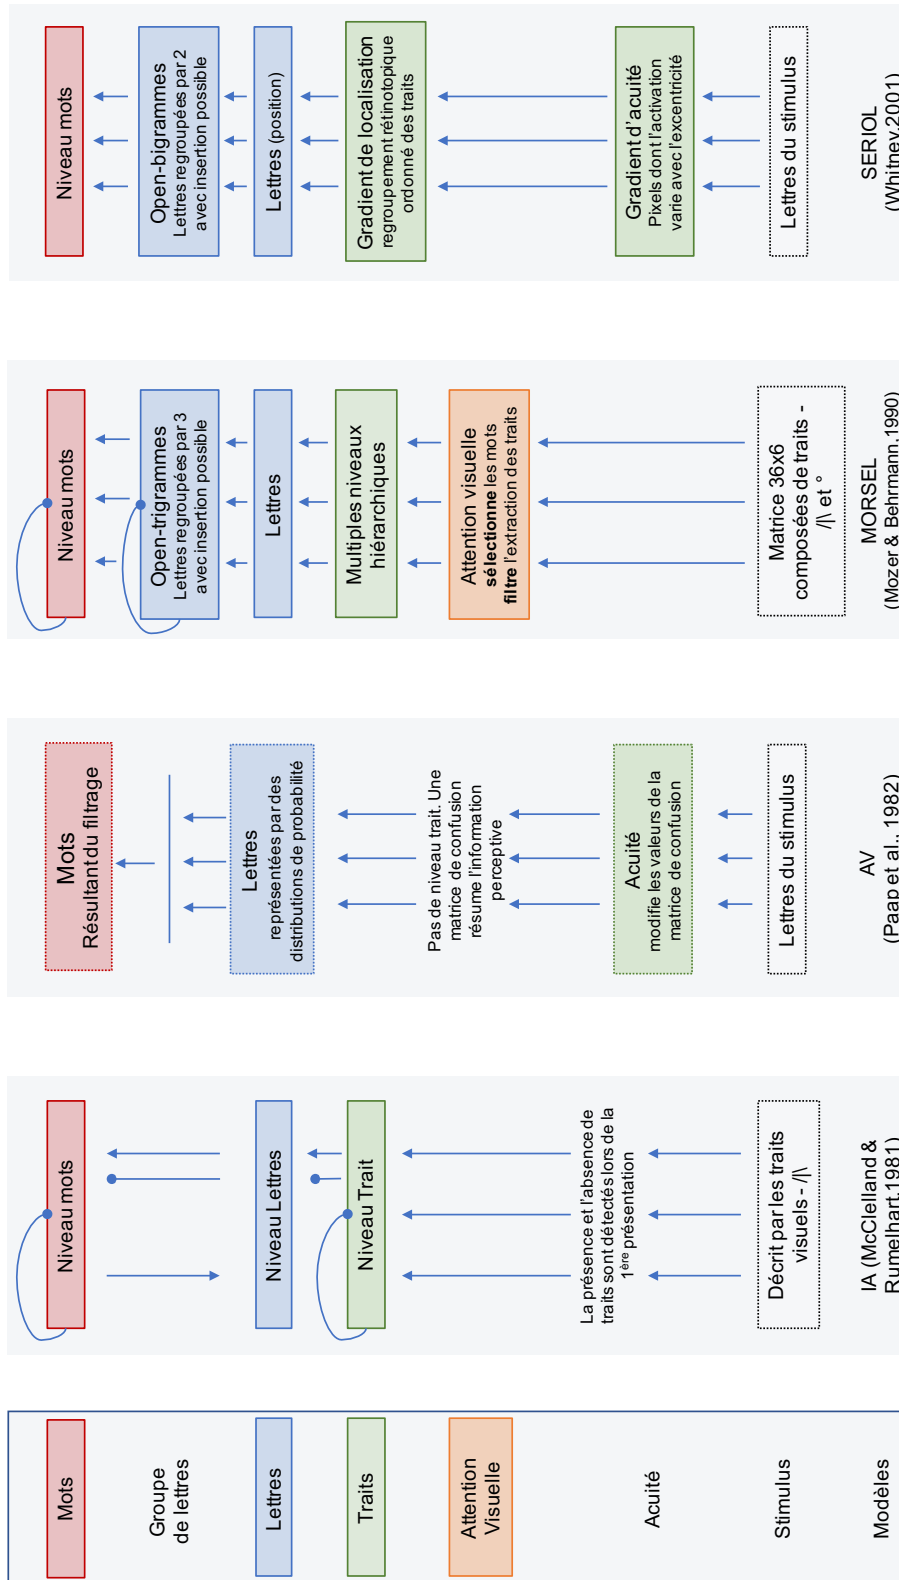 Mots
Groupe
de lettres
Lettres
Traits
Attention
Visuelle
Acuité
Stimulus
Modèles
Niveau mots
Niveau Lettres
Niveau Trait
La présence et l'absence de
traits sont détectés lors de la
1ère présentation
Décrit par les traits
visuels - /|\
IA (McClelland &
Rumelhart,1981)
Mots
Résultant du filtrage
Lettres
représentées par des
distributions de probabilité
Pas de niveau trait. Une
matrice de confusion
résume l'information
perceptive
Acuité
modifie les valeurs de la
matrice de confusion
Lettres du stimulus
AV
(Paap et al., 1982)
Niveau mots
Open-trigrammes
Lettres regroupées par 3
avec insertion possible
Lettres
Multiples niveaux
hiérarchiques
Attention visuelle
sélectionne les mots
filtre l'extraction des traits
Matrice 36x6
composées de traits -
/|\ et °
MORSEL
(Mozer & Behrmann,1990)
Niveau mots
Open-bigrammes
Lettres regroupées par 2
avec insertion possible
Lettres (position)
Gradient de localisation
regroupement rétinotopique
ordonné des traits
Gradient d'acuité
Pixels dont l'activation
varie avec l'excentricité
Lettres du stimulus
SERIOL
(Whitney,2001)